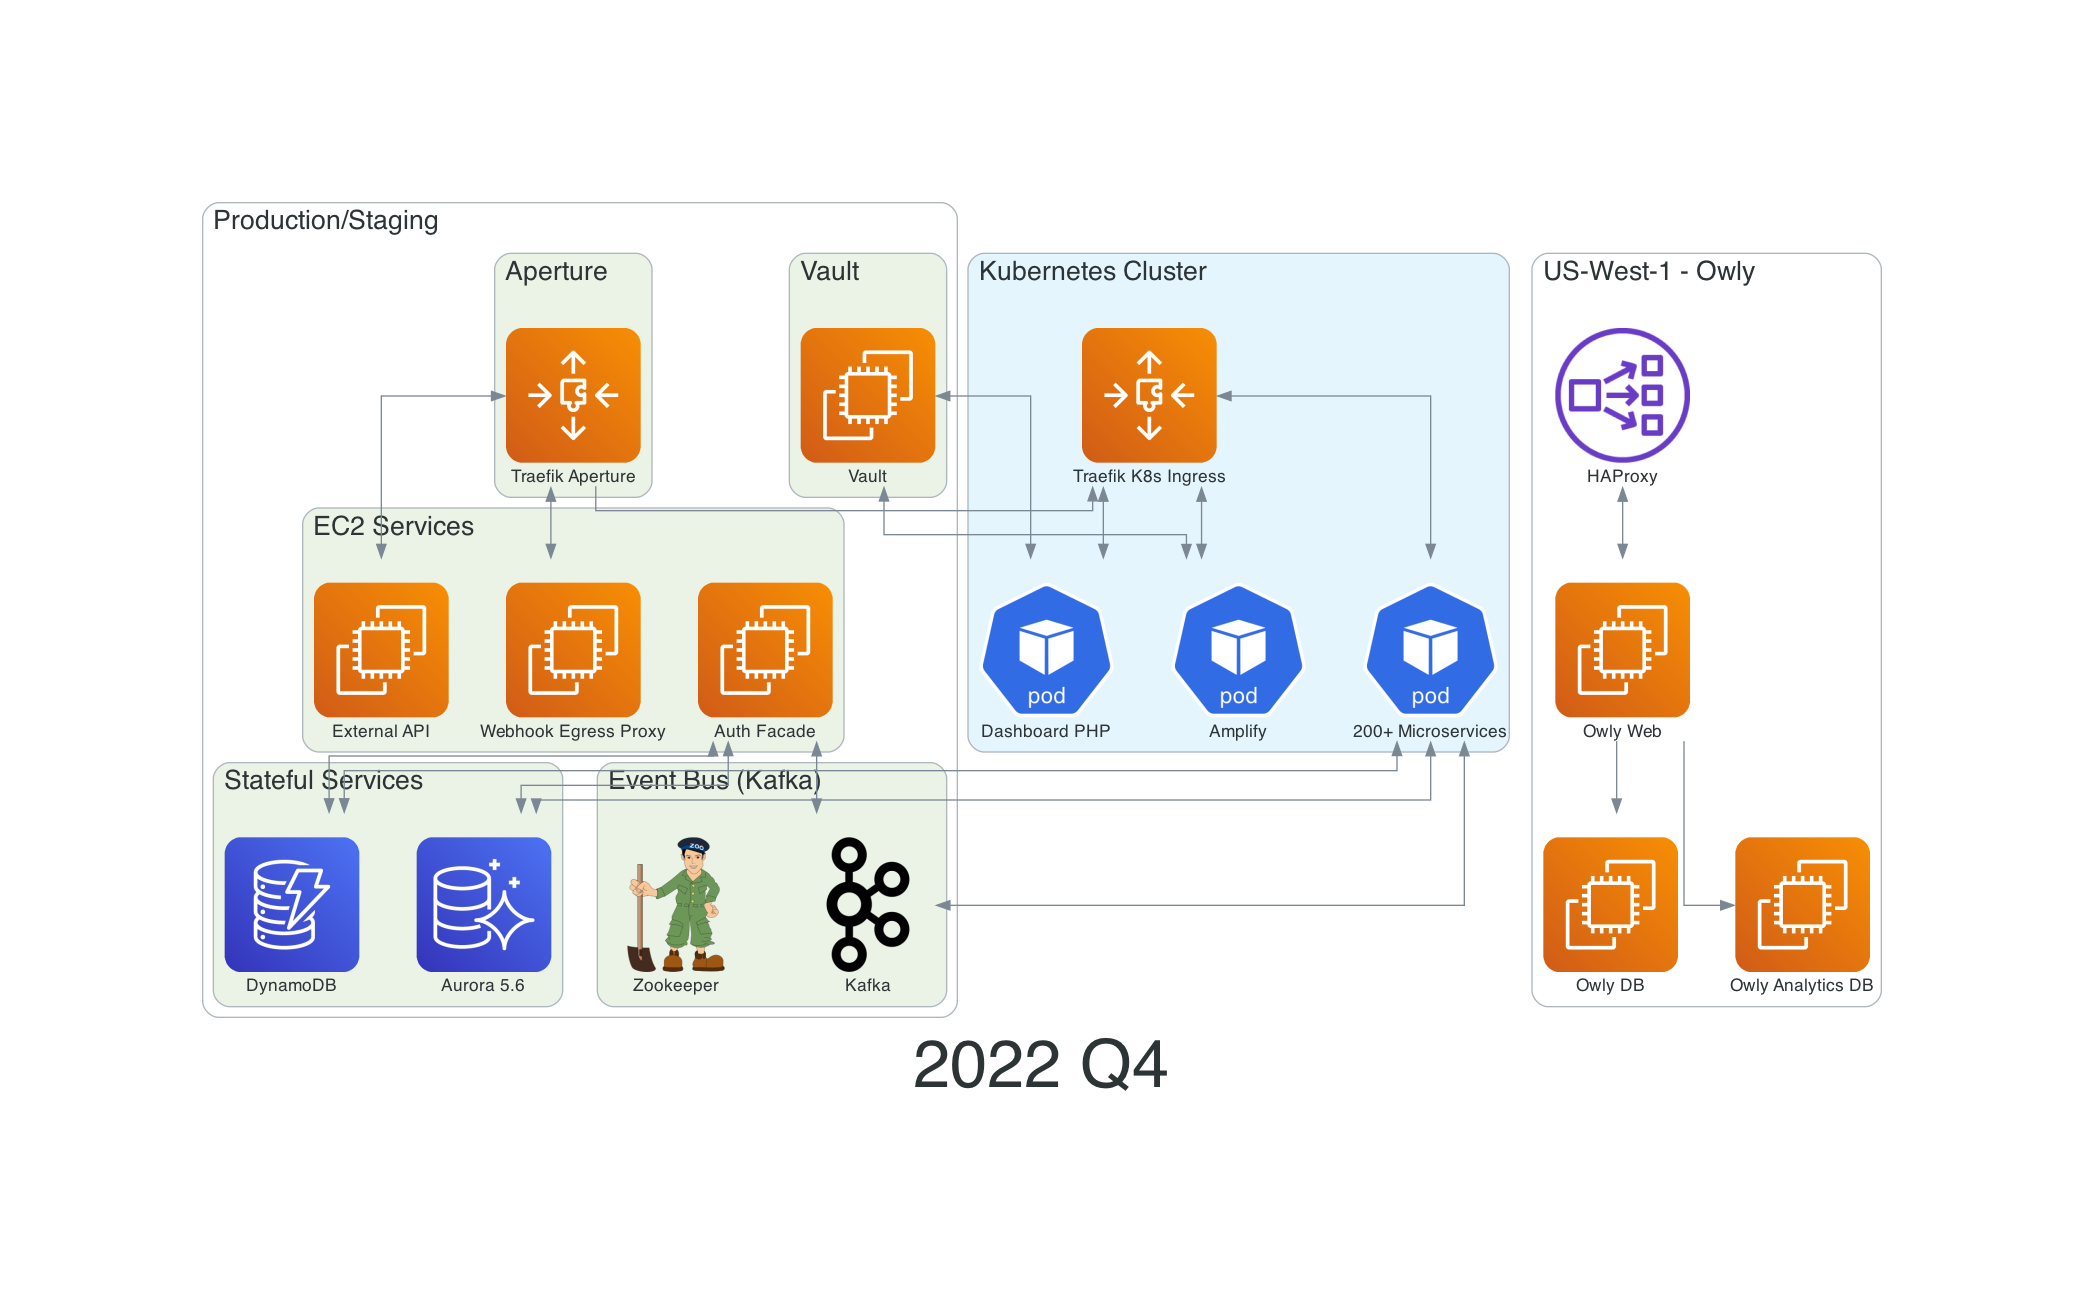 Production/Staging
Aperture
Vault
Kubernetes Cluster
US-West-1 - Owly
Traefik Aperture
Vault
Traefik K8s Ingress
HAProxy
EC2 Services
pod
pod
pod
External API
Webhook Egress Proxy
Auth Facade
Dashboard PHP
Amplify
200+ Microservices
Owly Web
Stateful Services
Event Bus (Kafka)
ZOO
DynamoDB
Aurora 5.6
Zookeeper
Kafka
Owly DB
Owly Analytics DB
2022 Q4